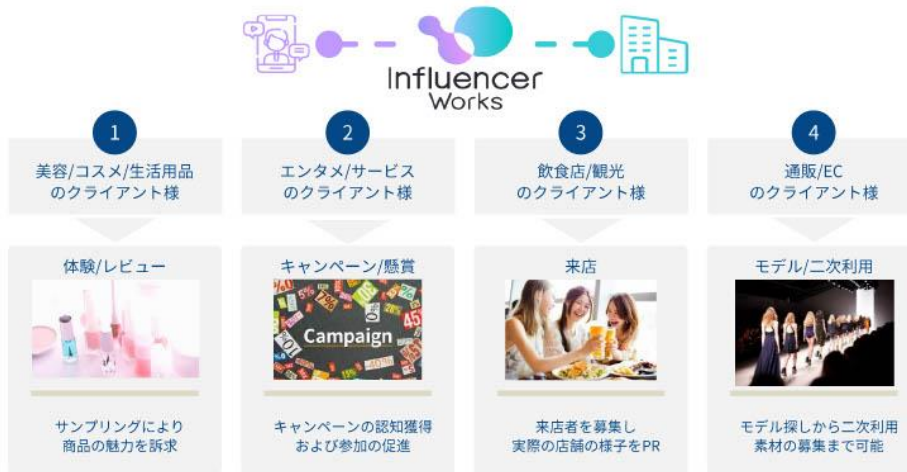 Influencer
Works
1
美容/コスメ/生活用品
のクライアント様
2
エンタメ/サービス
のクライアント様
3
飲食店/観光
のクライアント様
4
通販/EC
のクライアント様
体験/レビュー
サンプリングにより
商品の魅力を訴求
キャンペーン/懸賞
Campaign
キャンペーンの認知獲得
および参加の促進
来店
来店者を募集し
実際の店舗の様子をPR
モデル/二次利用
モデル探しから二次利用
素材の募集まで可能